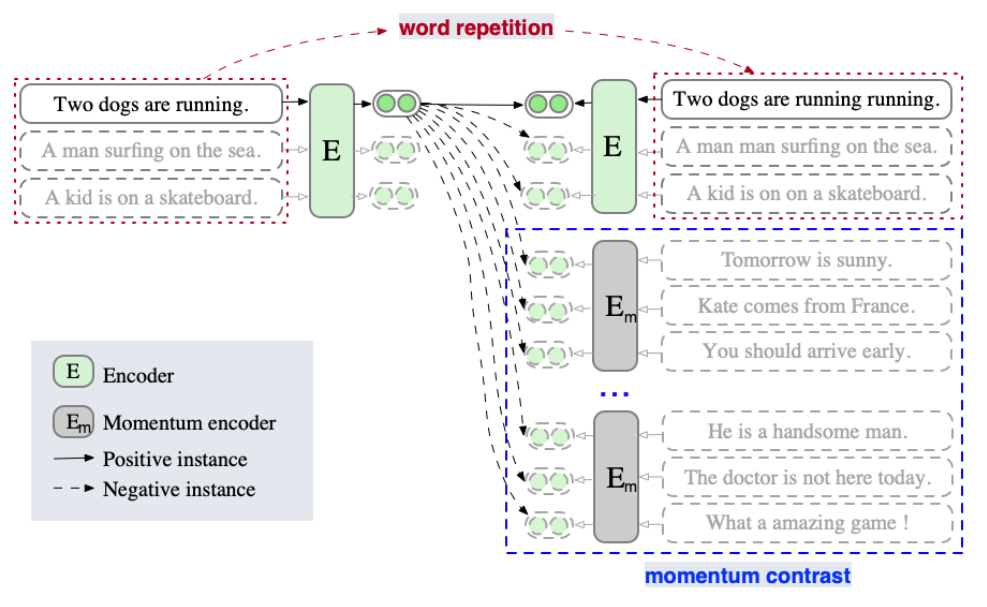 word repetition
Two dogs are running.
A man surfing on the sea.
A kid is on a skateboard.
E
E
Two dogs are running running.
A man man surfing on the sea.
A kid is on on a skateboard.
Em
Tomorrow is sunny.
Kate comes from France.
You should arrive early.
...
Em
He is a handsome man.
The doctor is not here today.
What a amazing game !
momentum contrast
E Encoder
Em Momentum encoder
Positive instance
Negative instance